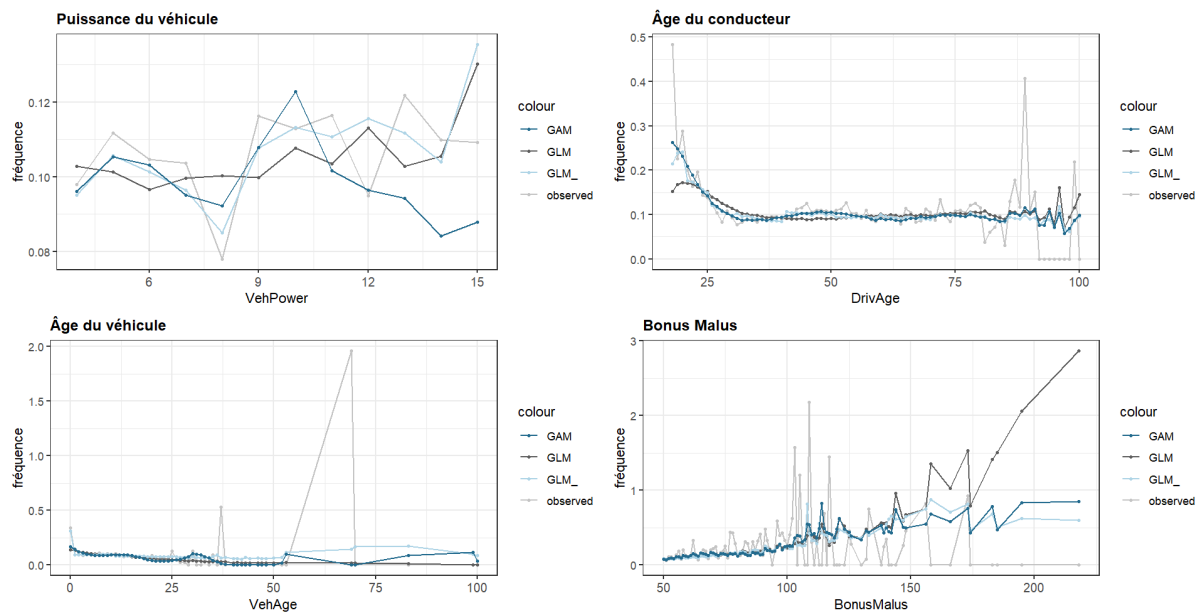 Puissance du véhicule
fréquence
0.12
0.10
0.08
6
9
12
15
VehPower
colour
GAM
GLM
GLM_
observed
Âge du conducteur
fréquence
0.5
0.4
0.3
0.2
0.1
0.0
25
50
75
100
DrivAge
colour
GAM
GLM
GLM_
observed
Âge du véhicule
fréquence
2.0
1.5
1.0
0.5
0.0
0
25
50
75
100
VehAge
colour
GAM
GLM
GLM_
observed
Bonus Malus
fréquence
3
2
1
0
50
100
150
200
BonusMalus
colour
GAM
GLM
GLM_
observed